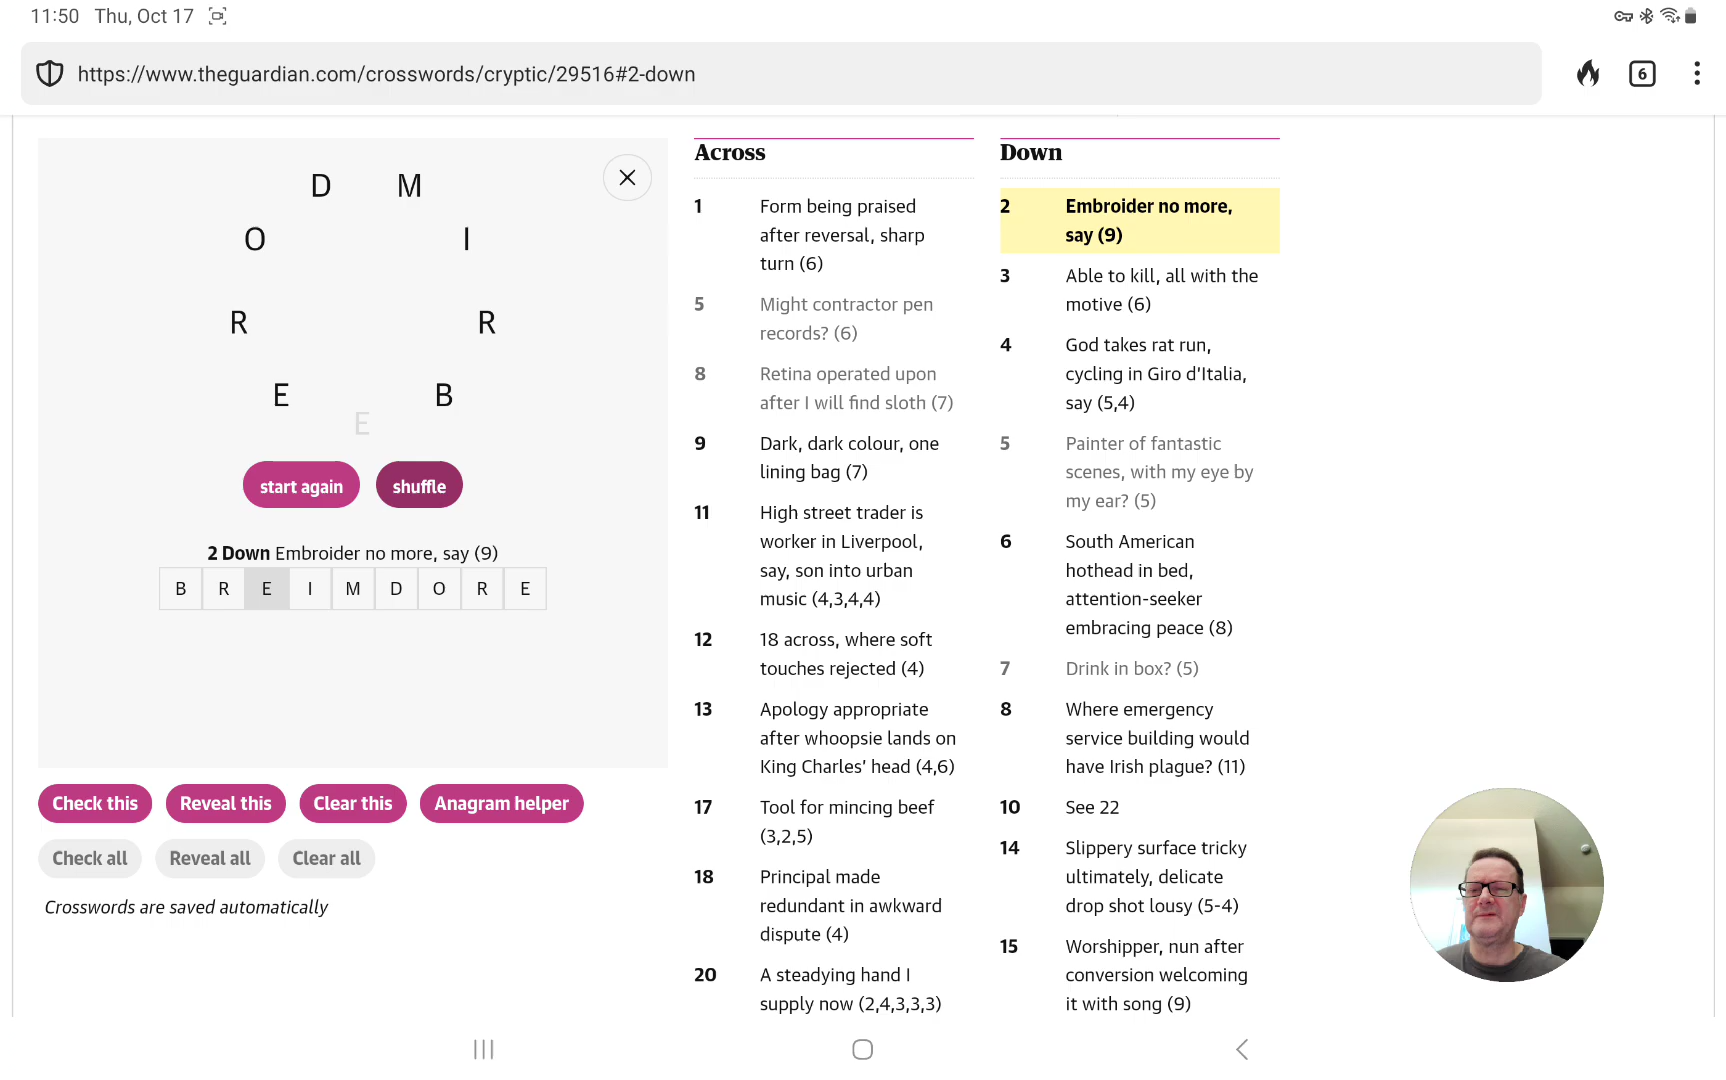 11:50 Thu, Oct 17
https://www.theguardian.com/crosswords/cryptic/29516#2-down
6
D M
O I
R R
E B
E
start again shuffle
2 Down Embroider no more, say (9)
B R E I M D O R E
Check this Reveal this Clear this Anagram helper
Check all Reveal all Clear all
Crosswords are saved automatically
Across
1 Form being praised
after reversal, sharp
turn (6)
5 Might contractor pen
records? (6)
8 Retina operated upon
after I will find sloth (7)
9 Dark, dark colour, one
lining bag (7)
11 High street trader is
worker in Liverpool,
say, son into urban
music (4,3,4,4)
12 18 across, where soft
touches rejected (4)
13 Apology appropriate
after whoopsie lands on
King Charles’ head (4,6)
17 Tool for mincing beef
(3,2,5)
18 Principal made
redundant in awkward
dispute (4)
20 A steadying hand I
supply now (2,4,3,3,3)
Down
2 Embroider no more,
say (9)
3 Able to kill, all with the
motive (6)
4 God takes rat run,
cycling in Giro d’Italia,
say (5,4)
5 Painter of fantastic
scenes, with my eye by
my ear? (5)
6 South American
hothead in bed,
attention-seeker
embracing peace (8)
7 Drink in box? (5)
8 Where emergency
service building would
have Irish plague? (11)
10 See 22
14 Slippery surface tricky
ultimately, delicate
drop shot lousy (5-4)
15 Worshipper, nun after
conversion welcoming
it with song (9)